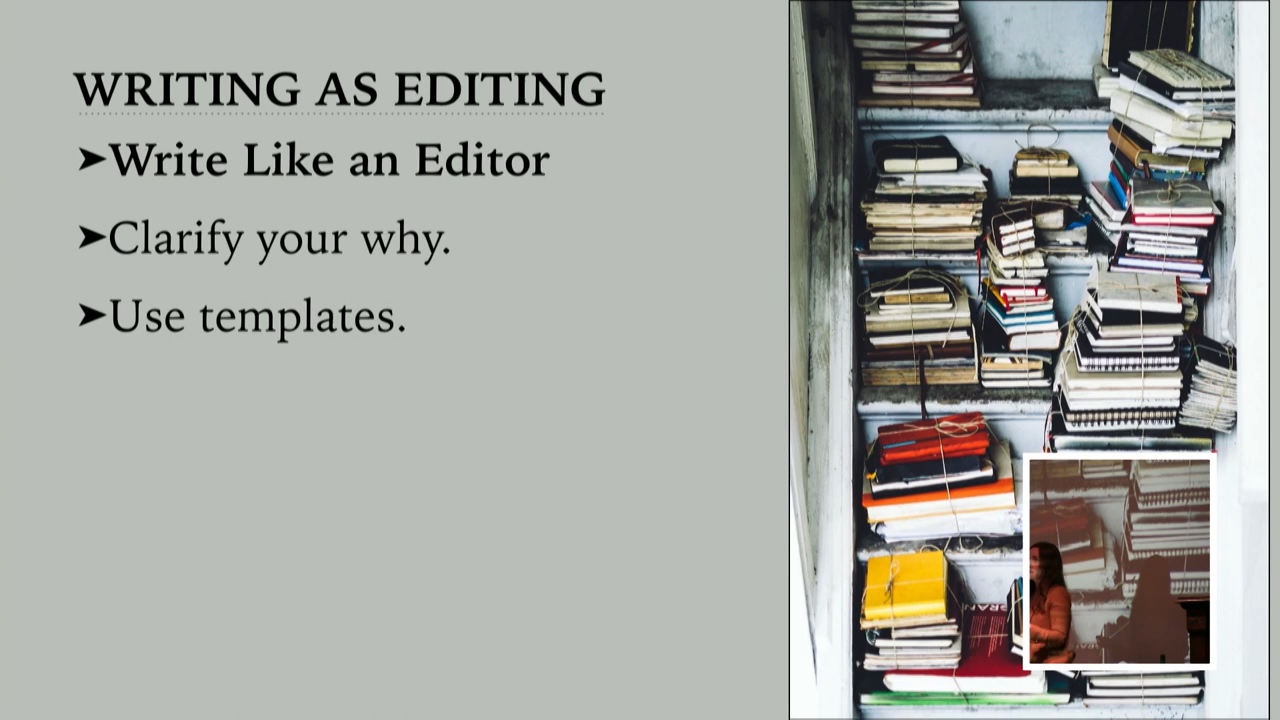 WRITING AS EDITING
➤Write Like an Editor
➤Clarify your why.
➤Use templates.